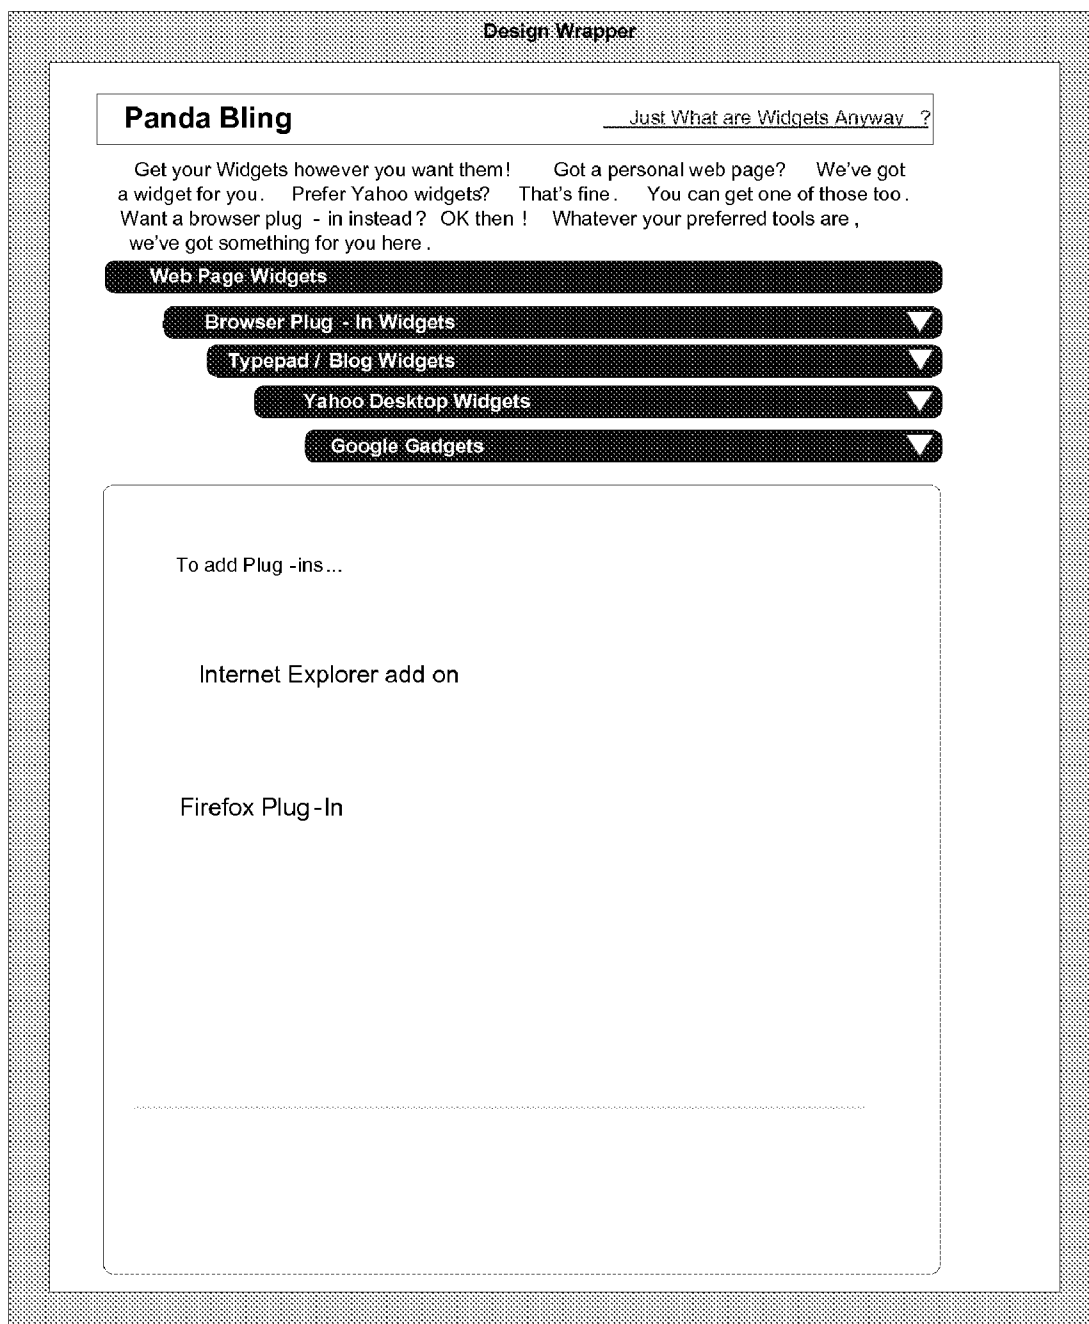 Design Wrapper
Panda Bling
Just What are Widgets Anyway ?
Get your Widgets however you want them! Got a personal web page? We've got
a widget for you. Prefer Yahoo widgets? That's fine. You can get one of those too.
Want a browser plug - in instead? OK then ! Whatever your preferred tools are ,
we've got something for you here .
Web Page Widgets
Browser Plug - In Widgets
Typepad / Blog Widgets
Yahoo Desktop Widgets
Google Gadgets
To add Plug -ins...
Internet Explorer add on
Firefox Plug-In